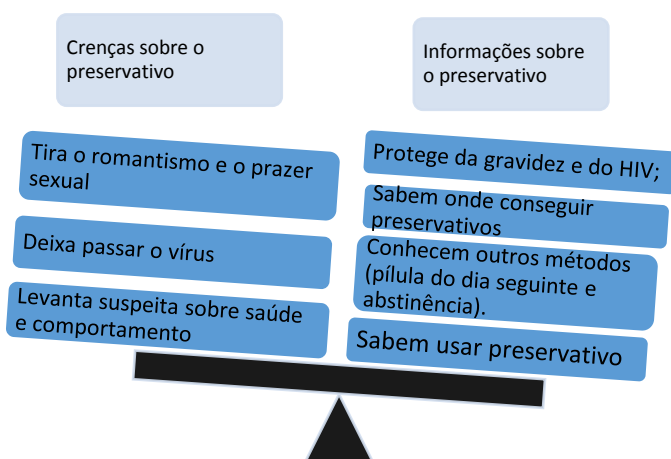 Crenças sobre o
preservativo
Informações sobre
o preservativo
Tira o romantismo e o prazer
sexual
Deixa passar o vírus
Levanta suspeita sobre saúde
e comportamento
Protege da gravidez e do HIV;
Sabem onde conseguir
preservativos
Conhecem outros métodos
(pílula do dia seguinte e
abstinência).
Sabem usar preservativo